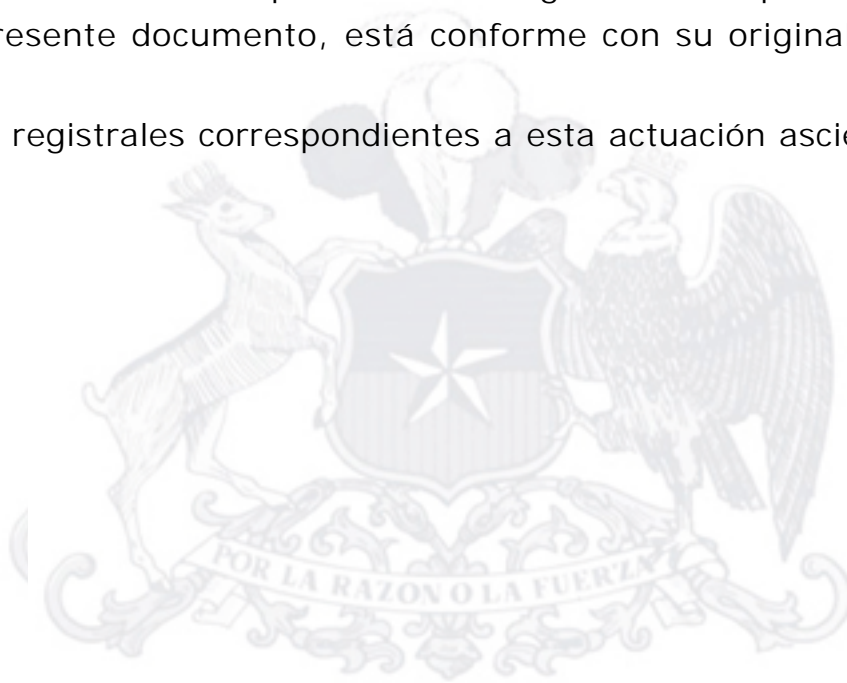 resente documento, está conforme con su origina
registrales correspondientes a esta actuación ascie
POR LA RAZON O LA FUERZA